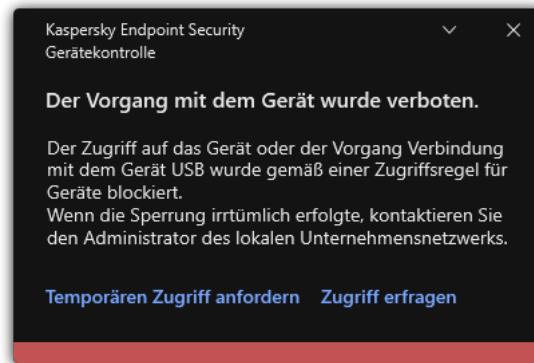 Kaspersky Endpoint Security
Gerätekontrolle
Der Vorgang mit dem Gerät wurde verboten.
Der Zugriff auf das Gerät oder der Vorgang Verbindung
mit dem Gerät USB wurde gemäß einer Zugriffsregel für
Geräte blockiert.
Wenn die Sperrung irrtümlich erfolgte, kontaktieren Sie
den Administrator des lokalen Unternehmensnetzwerks.
Temporären Zugriff anfordern Zugriff erfragen